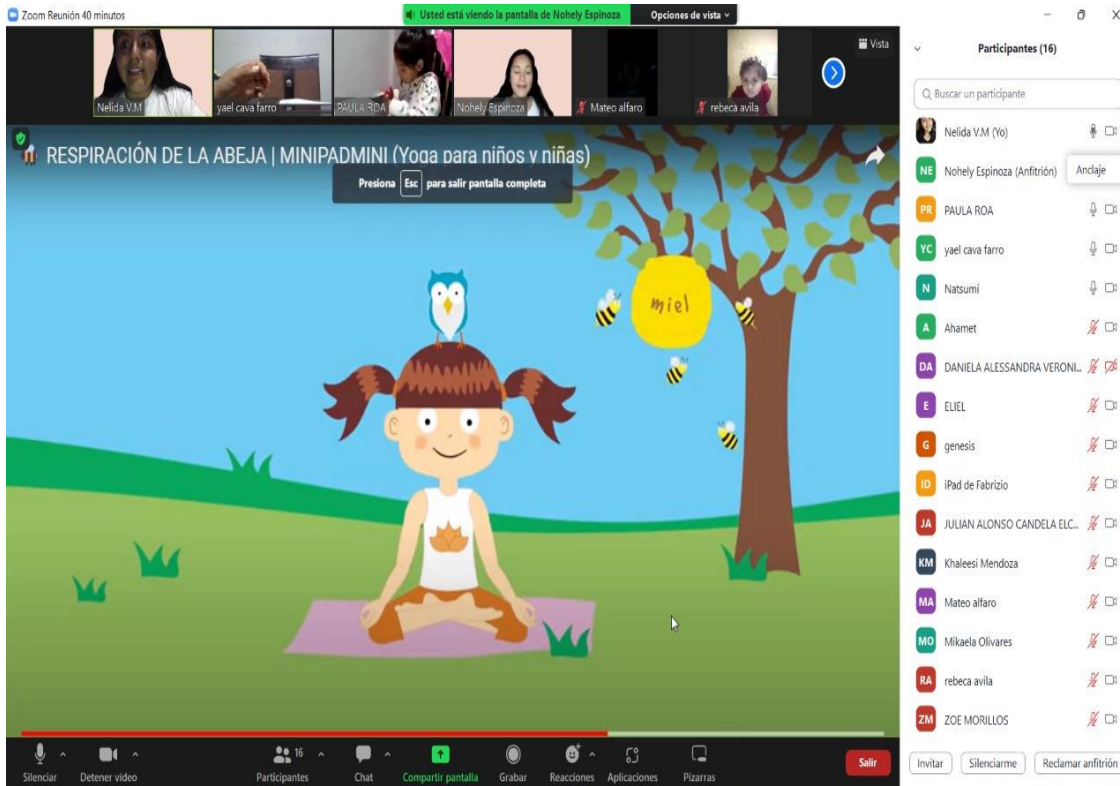 Zoom Reunión 40 minutos
Usted está viendo la pantalla de Nohely Espinoza
Opciones de vista
Vista
Nelida V.M
yael cava farro
PAULA ROA
Nohely Espinoza
Mateo alfaro
rebeca avila
RESPIRACIÓN DE LA ABEJA | MINIPADMINI (Yoga para niños y niñas)
Presiona Esc para salir pantalla completa
miel
Silenciar
Detener video
16
Participantes
Chat
Compartir pantalla
Grabar
Reacciones
Aplicaciones
Pizarras
Salir
Participantes (16)
Buscar un participante
Nelida V.M (Yo)
NE Nohely Espinoza (Anfitrión)
Anclaje
PR PAULA ROA
YC yael cava farro
N Natsumi
A Ahamet
DA DANIELA ALESSANDRA VERONI...
E ELIEL
G genesis
ID iPad de Fabrizio
JA JULIAN ALONSO CANDELA ELC...
KM Khaleesi Mendoza
MA Mateo alfaro
MO Mikaela Olivares
RA rebeca avila
ZM ZOE MORILLOS
Invitar
Silenciarme
Reclamar anfitrión